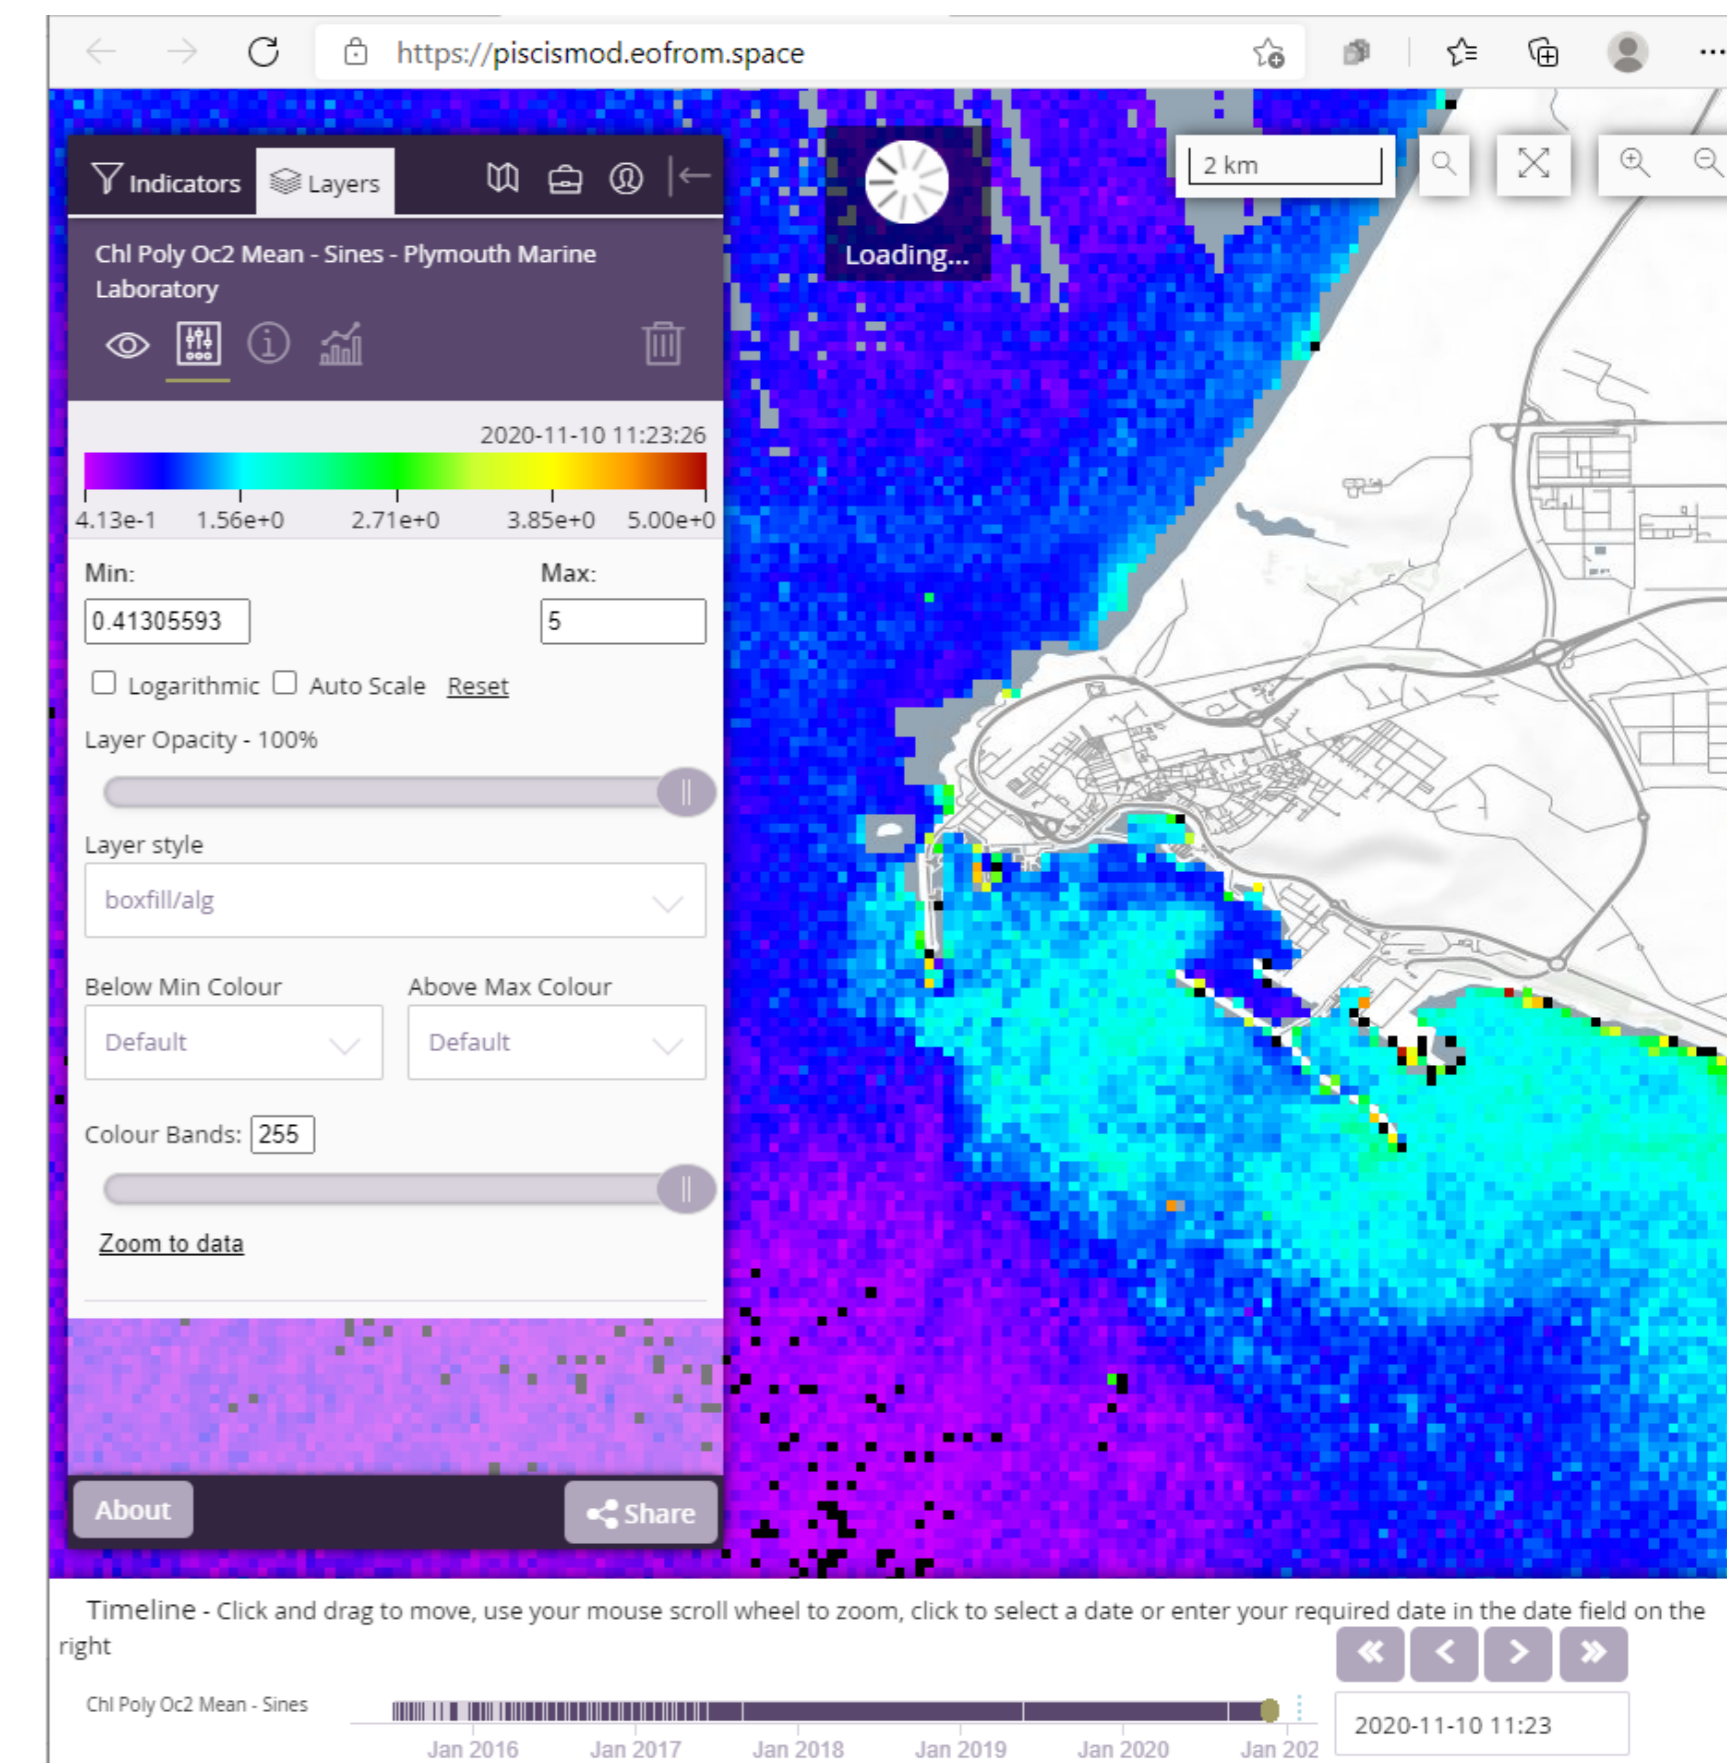 https://piscismod.eofrom.space
Indicators Layers
2 km
Loading...
Chl Poly Oc2 Mean - Sines - Plymouth Marine
Laboratory
2020-11-10 11:23:26
4.13e-1 1.56e+0 2.71e+0 3.85e+0 5.00e+0
Min: Max:
0.41305593 5
Logarithmic Auto Scale Reset
Layer Opacity - 100%
Layer style
boxfill/alg
Below Min Colour Above Max Colour
Default Default
Colour Bands: 255
Zoom to data
About Share
Timeline - Click and drag to move, use your mouse scroll wheel to zoom, click to select a date or enter your required date in the date field on the
right
Chl Poly Oc2 Mean - Sines
2020-11-10 11:23
Jan 2016 Jan 2017 Jan 2018 Jan 2019 Jan 2020 Jan 202